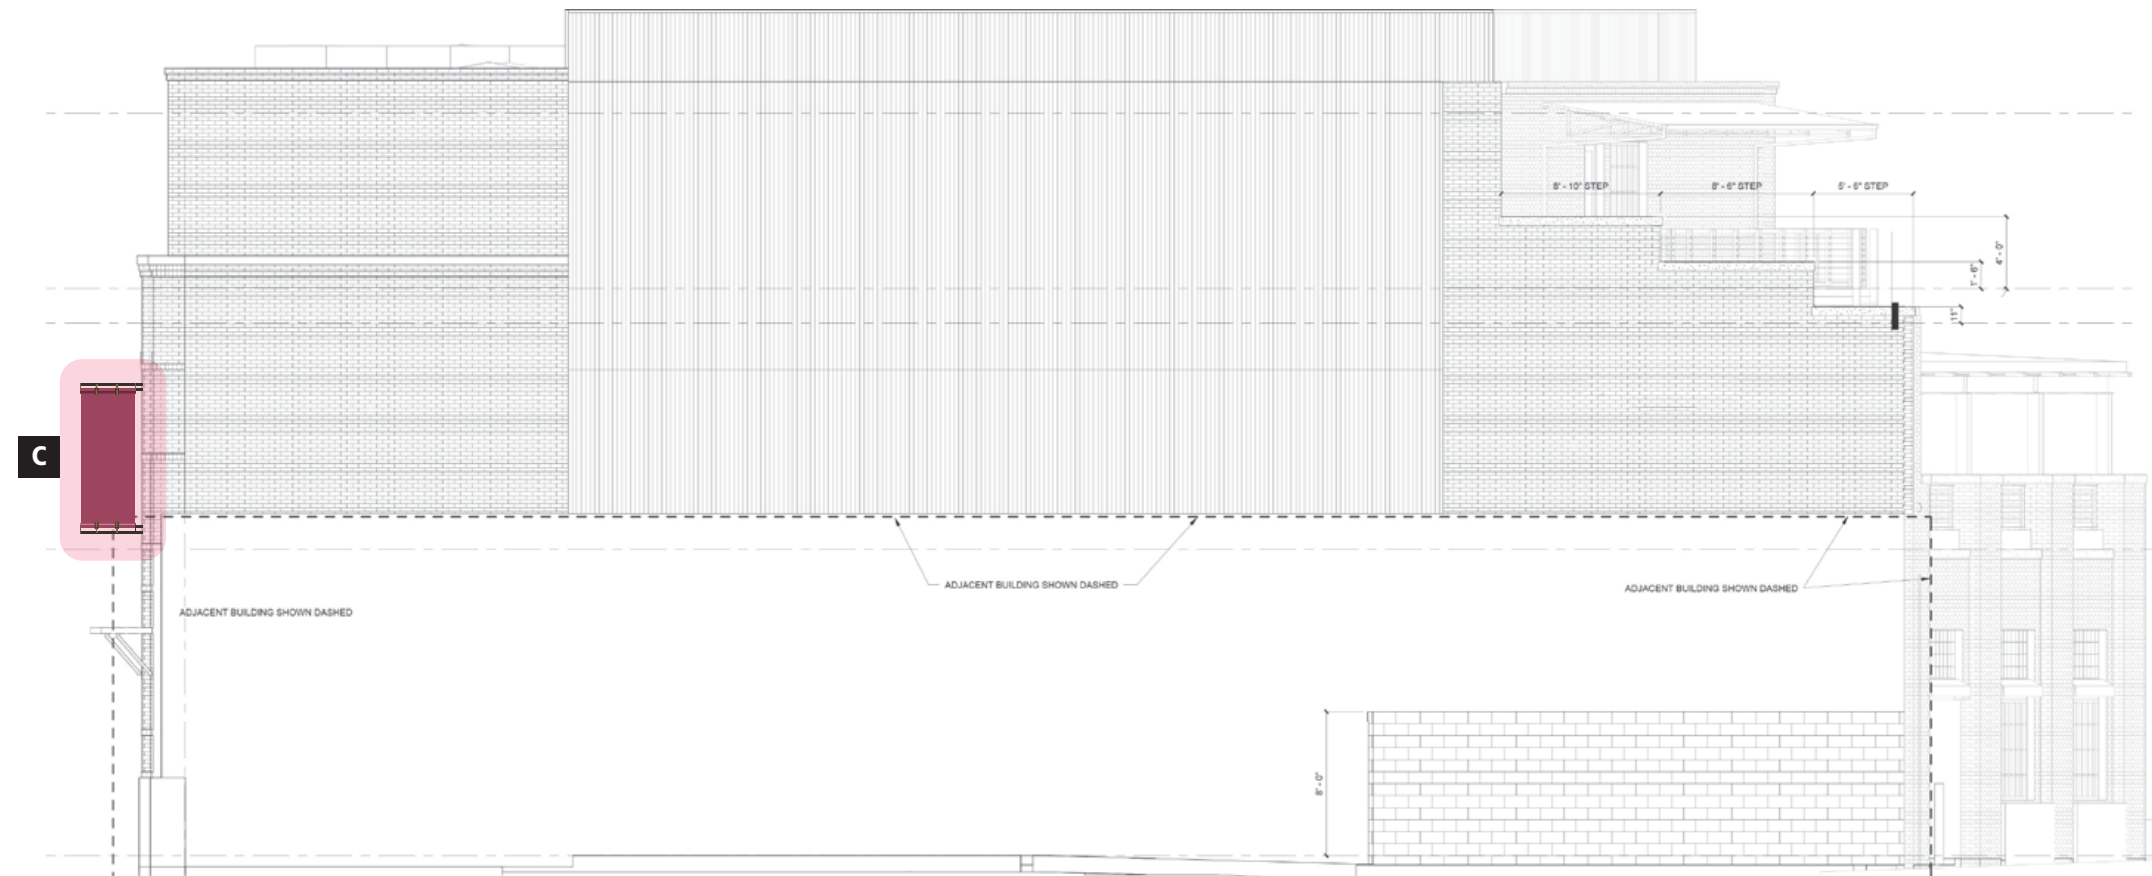 8' - 10" STEP
8' - 6" STEP
5' - 6" STEP
4' - 0"
1' - 6"
11"
C
ADJACENT BUILDING SHOWN DASHED
ADJACENT BUILDING SHOWN DASHED
ADJACENT BUILDING SHOWN DASHED
8' - 0"